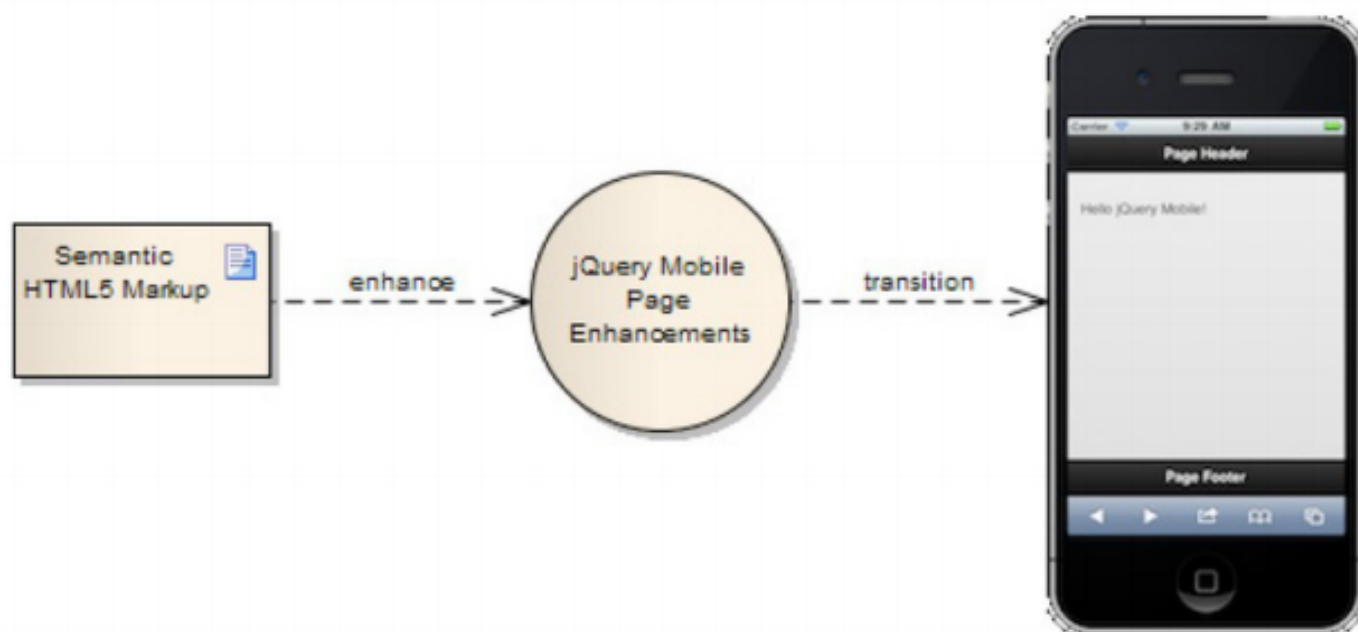 Semantic
HTML5 Markup
enhance
jQuery Mobile
Page
Enhancements
transition
Carrier
9:29 AM
Page Header
Hello jQuery Mobile!
Page Footer